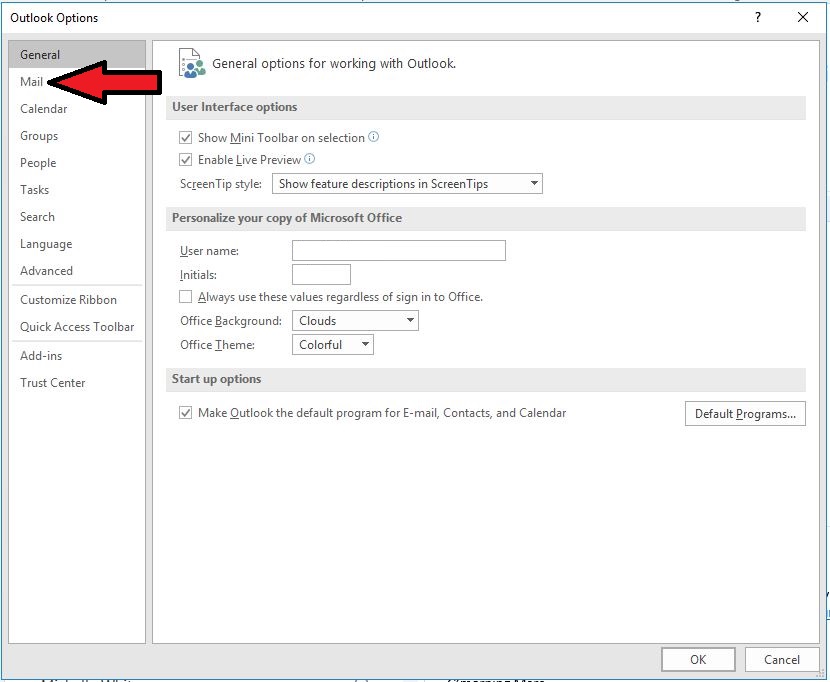 Outlook Options ?
General
Mail
Calendar
Groups
People
Tasks
Search
Language
Advanced
Customize Ribbon
Quick Access Toolbar
Add-ins
Trust Center
General options for working with Outlook.
User Interface options
Show Mini Toolbar on selection
Enable Live Preview
ScreenTip style: Show feature descriptions in ScreenTips
Personalize your copy of Microsoft Office
User name:
Initials:
Always use these values regardless of sign in to Office.
Office Background: Clouds
Office Theme: Colorful
Start up options
Make Outlook the default program for E-mail, Contacts, and Calendar Default Programs...
OK Cancel